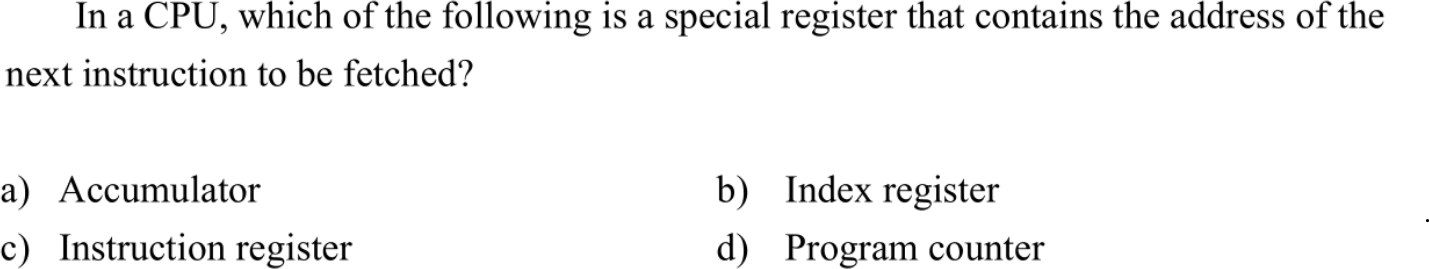 In a CPU, which of the following is a special register that contains the address of the
next instruction to be fetched?
a) Accumulator b) Index register
c) Instruction register d) Program counter